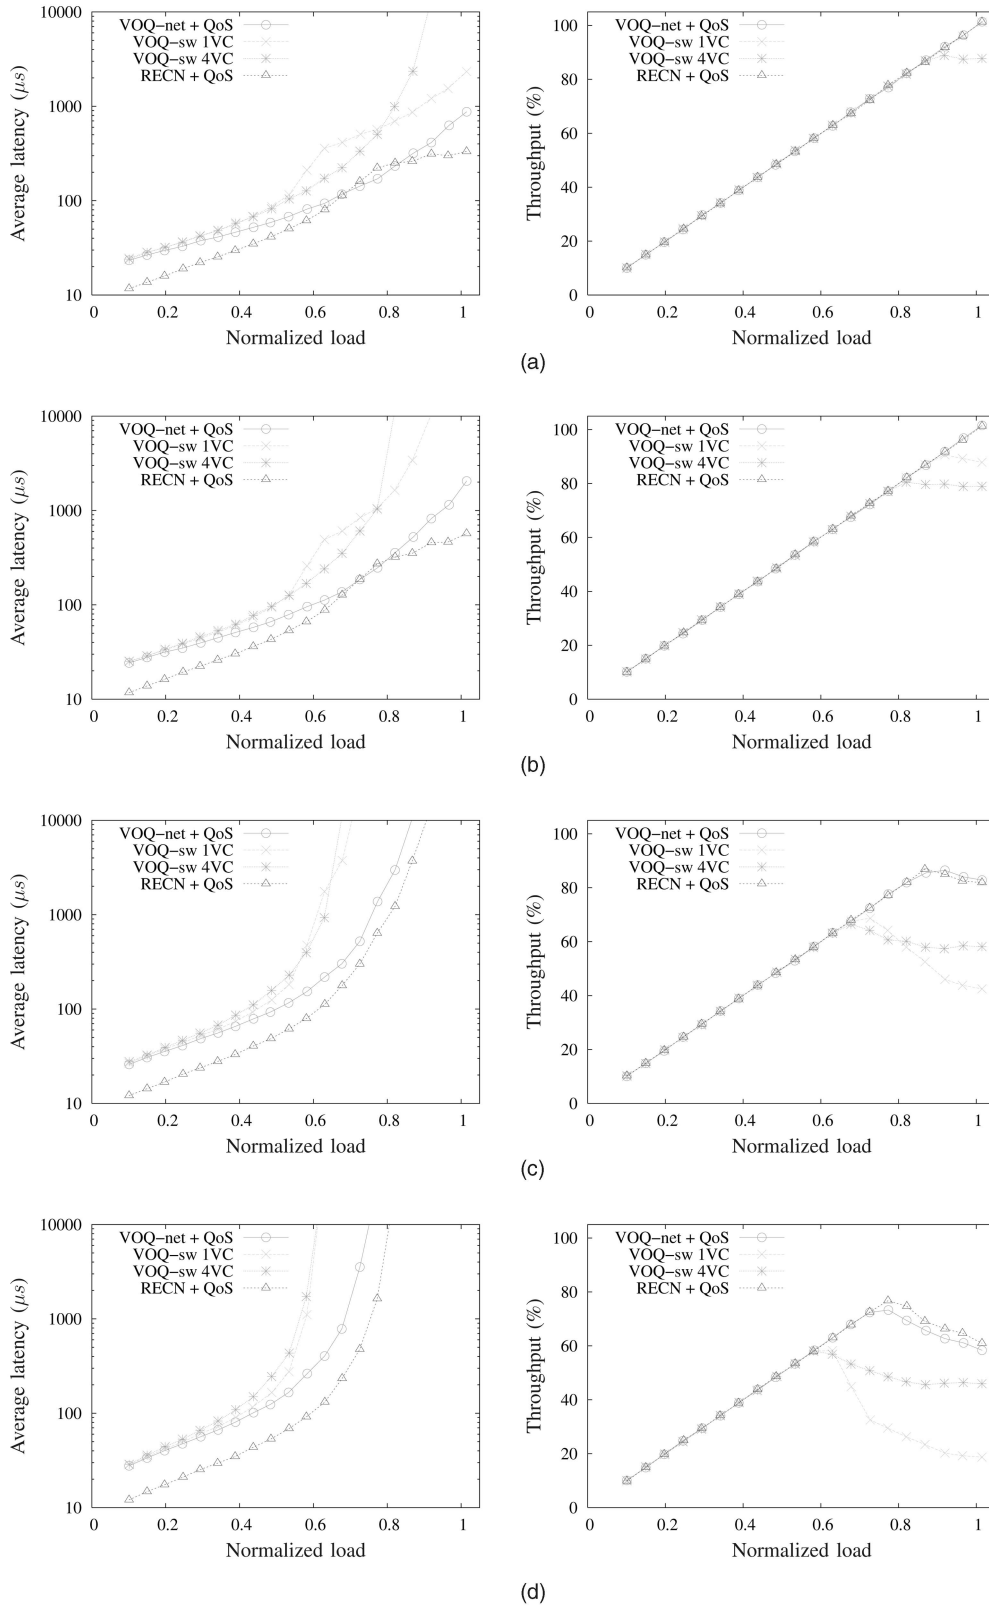 Average latency (μs)
10000
1000
100
10
VOQ−net + QoS
VOQ−sw 1VC
VOQ−sw 4VC
RECN + QoS
0 0.2 0.4 0.6 0.8 1
Normalized load
Throughput (%)
100
80
60
40
20
0
VOQ−net + QoS
VOQ−sw 1VC
VOQ−sw 4VC
RECN + QoS
0 0.2 0.4 0.6 0.8 1
Normalized load
(a)
Average latency (μs)
10000
1000
100
10
VOQ−net + QoS
VOQ−sw 1VC
VOQ−sw 4VC
RECN + QoS
0 0.2 0.4 0.6 0.8 1
Normalized load
Throughput (%)
100
80
60
40
20
0
VOQ−net + QoS
VOQ−sw 1VC
VOQ−sw 4VC
RECN + QoS
0 0.2 0.4 0.6 0.8 1
Normalized load
(b)
Average latency (μs)
10000
1000
100
10
VOQ−net + QoS
VOQ−sw 1VC
VOQ−sw 4VC
RECN + QoS
0 0.2 0.4 0.6 0.8 1
Normalized load
Throughput (%)
100
80
60
40
20
0
VOQ−net + QoS
VOQ−sw 1VC
VOQ−sw 4VC
RECN + QoS
0 0.2 0.4 0.6 0.8 1
Normalized load
(c)
Average latency (μs)
10000
1000
100
10
VOQ−net + QoS
VOQ−sw 1VC
VOQ−sw 4VC
RECN + QoS
0 0.2 0.4 0.6 0.8 1
Normalized load
Throughput (%)
100
80
60
40
20
0
VOQ−net + QoS
VOQ−sw 1VC
VOQ−sw 4VC
RECN + QoS
0 0.2 0.4 0.6 0.8 1
Normalized load
(d)